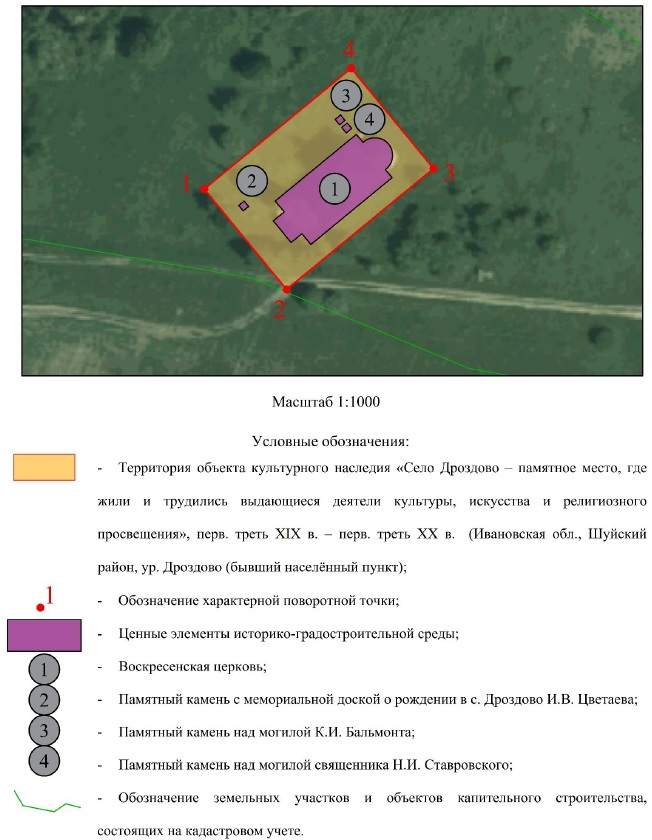 4
3
4
3
2
1
1
2
Масштаб 1:1000
Условные обозначения:
- Территория объекта культурного наследия «Село Дроздово – памятное место, где
жили и трудились выдающиеся деятели культуры, искусства и религиозного
просвещения», перв. треть XIX в. – перв. треть XX в. (Ивановская обл., Шуйский
район, ур. Дроздово (бывший населённый пункт);
1 - Обозначение характерной поворотной точки;
- Ценные элементы историко-градостроительной среды;
1 - Воскресенская церковь;
2 - Памятный камень с мемориальной доской о рождении в с. Дроздово И.В. Цветаева;
3 - Памятный камень над могилой К.И. Бальмонта;
4 - Памятный камень над могилой священника Н.И. Ставровского;
- Обозначение земельных участков и объектов капительного строительства,
состоящих на кадастровом учете.